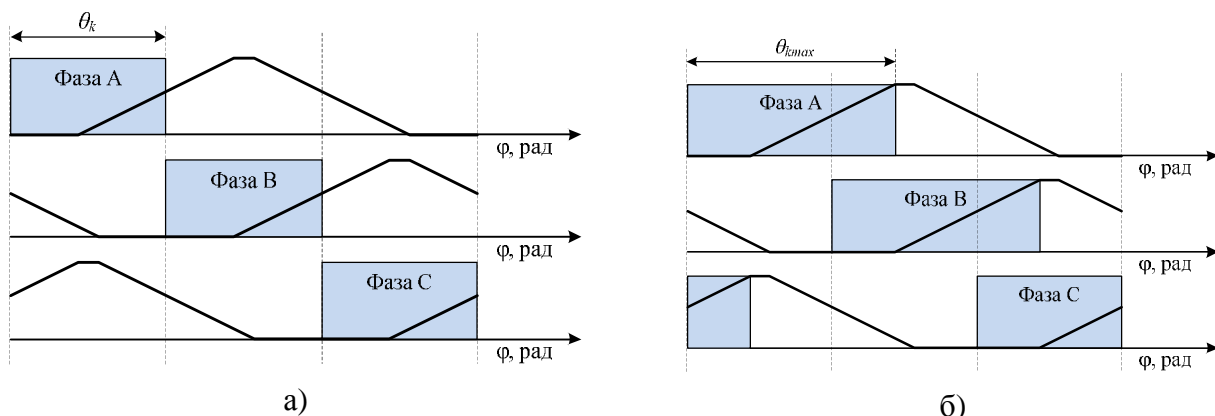 θk
Фаза А
φ, рад
Фаза В
φ, рад
Фаза С
φ, рад
а)
θkmax
Фаза А
φ, рад
Фаза В
φ, рад
Фаза С
φ, рад
б)